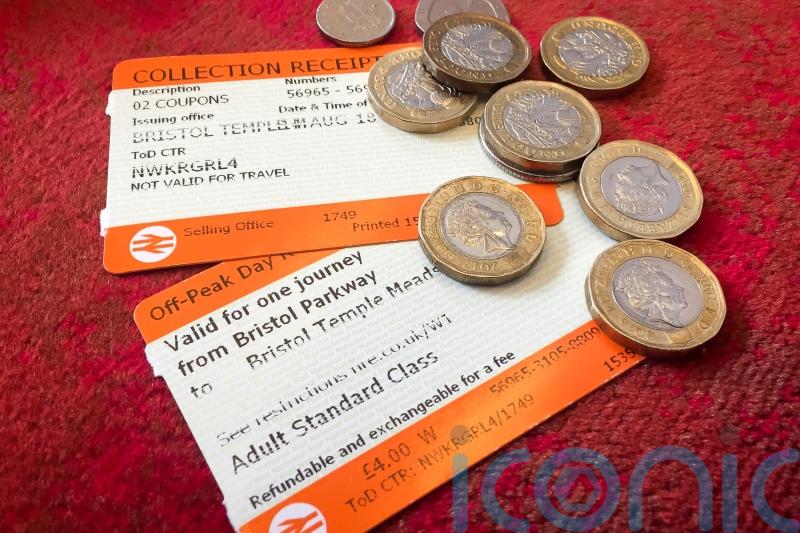 COLLECTION RECEIPT
Description Numbers
02 COUPONS 56965 - 56
Issuing office Date & Time of
BRISTOL TEMPLE AUG 18
ToD CTR
NWKRGRL4
NOT VALID FOR TRAVEL
Selling Office 1749 Printed 15
Off-Peak Day
Valid for one journey
from Bristol Parkway
to Bristol Temple Meads
See restrictions nre.co.uk/W1
Adult Standard Class
Refundable and exchangeable for a fee
56965-3105-8809
£4.00 W
ToD CTR: NWKRGRL4/1749
1535
iconic